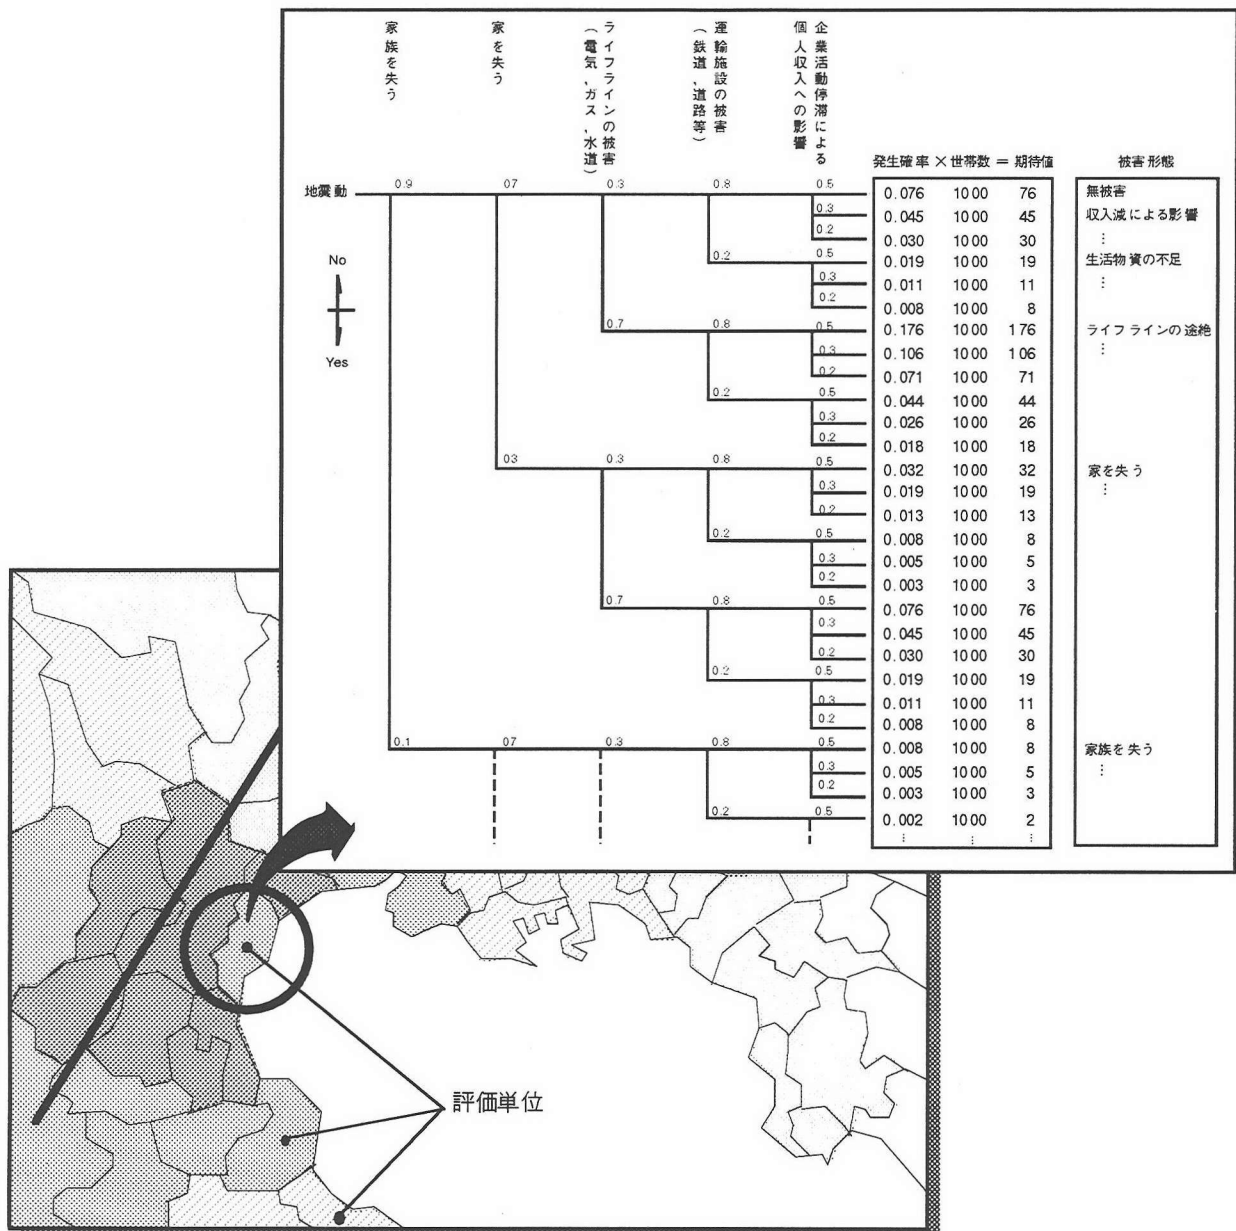 家族を失う
家を失う
ライフラインの被害
（電気、ガス、水道）
運輸施設の被害
（鉄道、道路等）
企業活動停滞による
個人収入への影響
発生確率 × 世帯数 = 期待値 被害形態
地震動 0.9 07 0.3 0.8 0.5 0.076 1000 76 無被害
0.3 0.045 1000 45 収入減による影響
0.2 0.030 1000 30 ⋮
0.2 0.5 0.019 1000 19 生活物資の不足
No 0.3 0.011 1000 11 ⋮
0.2 0.008 1000 8
0.7 0.8 0.5 0.176 1000 176 ライフラインの途絶
Yes 0.3 0.106 1000 106 ⋮
0.2 0.071 1000 71
0.2 0.5 0.044 1000 44
0.3 0.026 1000 26
0.2 0.018 1000 18
03 0.3 0.8 0.5 0.032 1000 32 家を失う
0.3 0.019 1000 19 ⋮
0.2 0.013 1000 13
0.2 0.5 0.008 1000 8
0.3 0.005 1000 5
0.2 0.003 1000 3
0.7 0.8 0.5 0.076 1000 76
0.3 0.045 1000 45
0.2 0.030 1000 30
0.2 0.5 0.019 1000 19
0.3 0.011 1000 11
0.2 0.008 1000 8
0.1 07 0.3 0.8 0.5 0.008 1000 8 家族を失う
0.3 0.005 1000 5 ⋮
0.2 0.003 1000 3
0.2 0.5 0.002 1000 2
⋮ ⋮ ⋮
評価単位